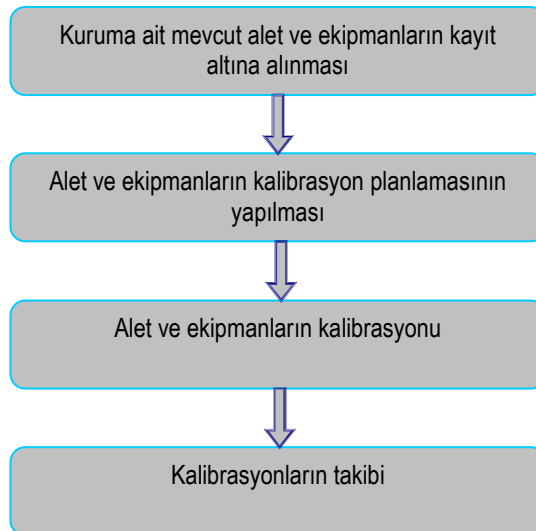 Kuruma ait mevcut alet ve ekipmanların kayıt
altına alınması
Alet ve ekipmanların kalibrasyon planlamasının
yapılması
Alet ve ekipmanların kalibrasyonu
Kalibrasyonların takibi